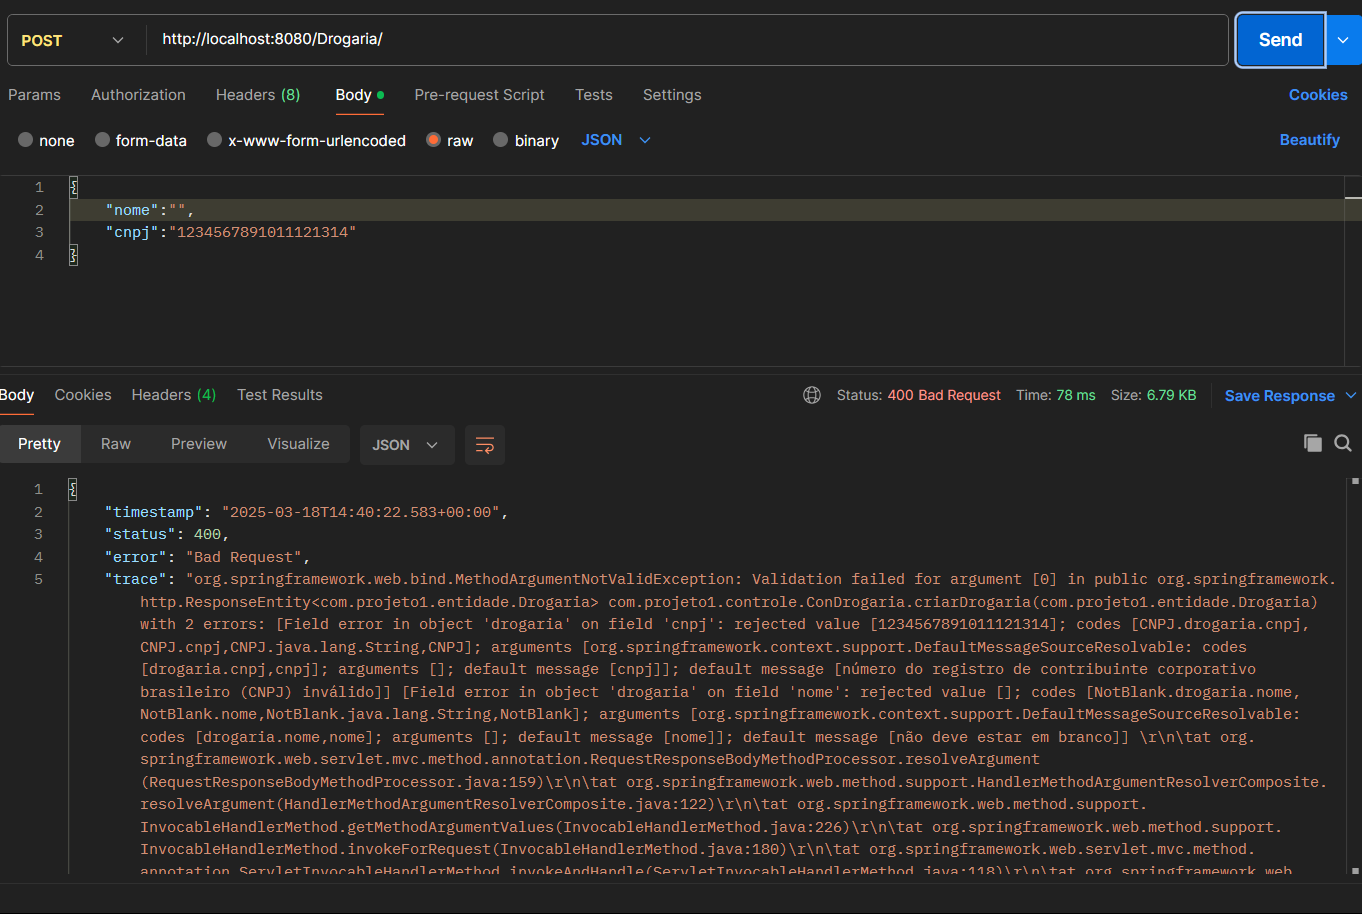 POST http://localhost:8080/Drogaria/ Send
Params Authorization Headers (8) Body Pre-request Script Tests Settings Cookies
none form-data x-www-form-urlencoded raw binary JSON Beautify
1 {
2 "nome":"",
3 "cnpj":"1234567891011121314"
4 }
Body Cookies Headers (4) Test Results Status: 400 Bad Request Time: 78 ms Size: 6.79 KB Save Response
Pretty Raw Preview Visualize JSON
1 {
2 "timestamp": "2025-03-18T14:40:22.583+00:00",
3 "status": 400,
4 "error": "Bad Request",
5 "trace": "org.springframework.web.bind.MethodArgumentNotValidException: Validation failed for argument [0] in public org.springframework.
http.ResponseEntity<com.projeto1.entidade.Drogaria> com.projeto1.controle.ConDrogaria.criarDrogaria(com.projeto1.entidade.Drogaria)
with 2 errors: [Field error in object 'drogaria' on field 'cnpj': rejected value [1234567891011121314]; codes [CNPJ.drogaria.cnpj,
CNPJ.cnpj,CNPJ.java.lang.String,CNPJ]; arguments [org.springframework.context.support.DefaultMessageSourceResolvable: codes
[drogaria.cnpj,cnpj]; arguments []; default message [cnpj]]; default message [número do registro de contribuinte corporativo
brasileiro (CNPJ) inválido]] [Field error in object 'drogaria' on field 'nome': rejected value []; codes [NotBlank.drogaria.nome,
NotBlank.nome,NotBlank.java.lang.String,NotBlank]; arguments [org.springframework.context.support.DefaultMessageSourceResolvable:
codes [drogaria.nome,nome]; arguments []; default message [nome]]; default message [não deve estar em branco]] \r\n\tat org.
springframework.web.servlet.mvc.method.annotation.RequestResponseBodyMethodProcessor.resolveArgument
(RequestResponseBodyMethodProcessor.java:159)\r\n\tat org.springframework.web.method.support.HandlerMethodArgumentResolverComposite.
resolveArgument(HandlerMethodArgumentResolverComposite.java:122)\r\n\tat org.springframework.web.method.support.
InvocableHandlerMethod.getMethodArgumentValues(InvocableHandlerMethod.java:226)\r\n\tat org.springframework.web.method.support.
InvocableHandlerMethod.invokeForRequest(InvocableHandlerMethod.java:180)\r\n\tat org.springframework.web.servlet.mvc.method.
annotation.ServletInvocableHandlerMethod.invokeAndHandle(ServletInvocableHandlerMethod.java:118)\r\n\tat org.springframework.web.